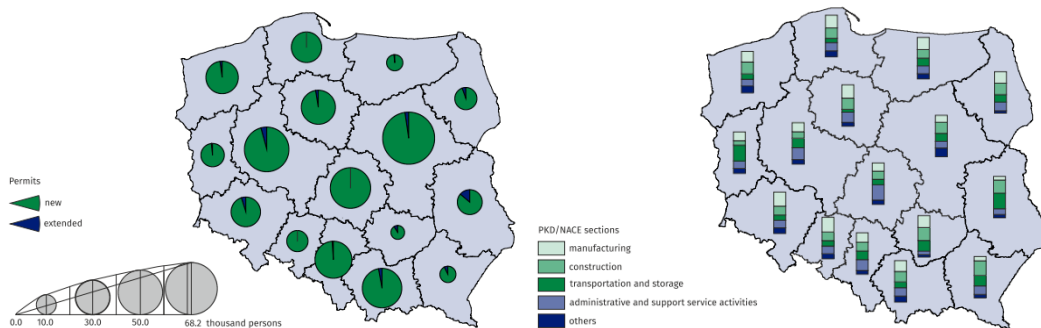 Permits
new
extended
0.0 10.0 30.0 50.0 68.2 thousand persons
PKD/NACE sections
manufacturing
construction
transportation and storage
administrative and support service activities
others